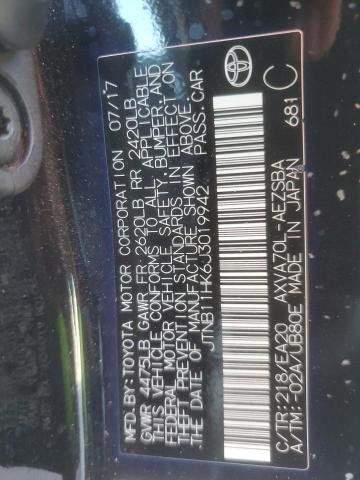 MFD. BY: TOYOTA MOTOR CORPORATION 07/17
GVWR 4475LB GAWR FR 2620LB RR 2420LB
THIS VEHICLE CONFORMS TO ALL APPLICABLE
FEDERAL MOTOR VEHICLE SAFETY, BUMPER, AND
THEFT PREVENTION STANDARDS IN EFFECT ON
THE DATE OF MANUFACTURE SHOWN ABOVE.
JTNB11HK6J3019942 PASS. CAR
C/TR: 218/EA20 AXVA70L-AEZSBA
A/TM: -02A/UB80E MADE IN JAPAN 681
C